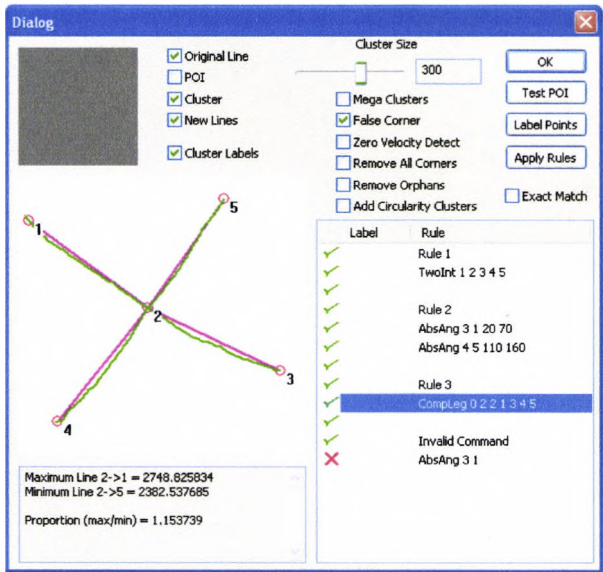 Dialog
Original Line
POI
Cluster
New Lines
Cluster Labels
Cluster Size
300
Mega Clusters
False Corner
Zero Velocity Detect
Remove All Corners
Remove Orphans
Add Circularity Clusters
OK
Test POI
Label Points
Apply Rules
Exact Match
1
5
2
3
4
Label Rule
Rule 1
TwoInt 1 2 3 4 5
Rule 2
AbsAng 3 1 20 70
AbsAng 4 5 110 160
Rule 3
CompLeg 0 2 2 1 3 4 5
Invalid Command
AbsAng 3 1
Maximum Line 2->1 = 2748.825834
Minimum Line 2->5 = 2382.537685
Proportion (max/min) = 1.153739